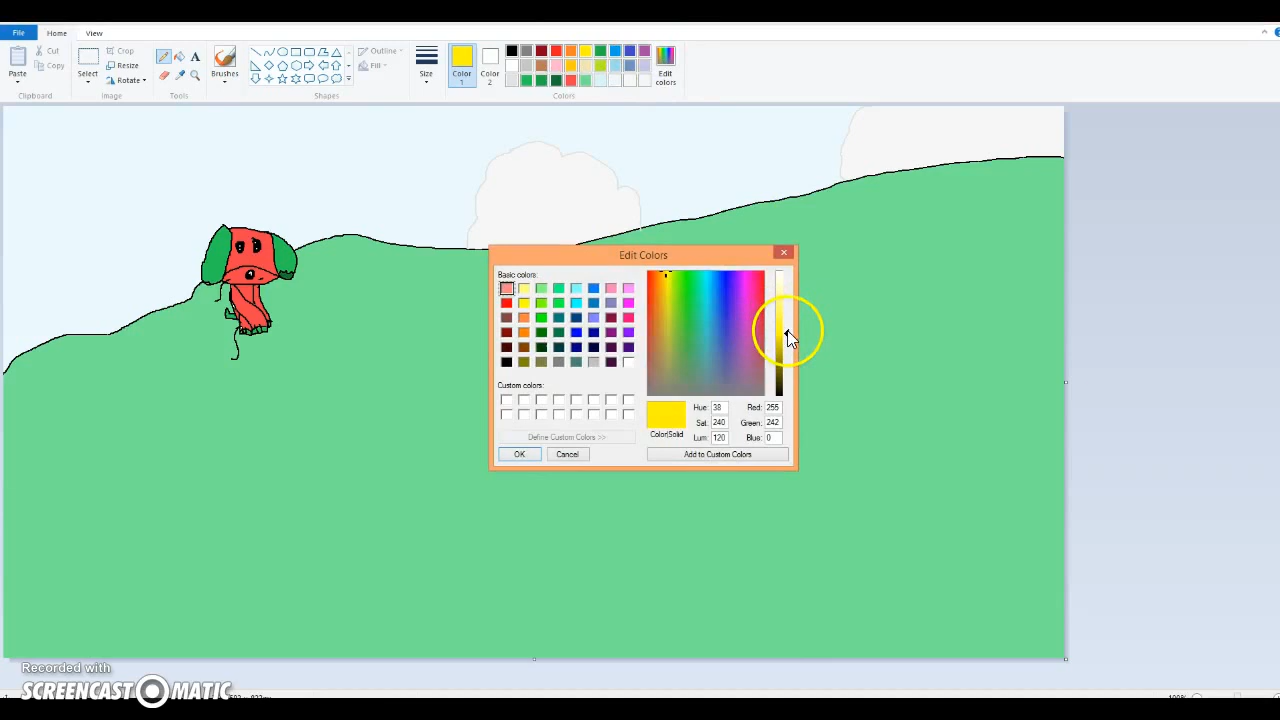 File Home View
Paste
Cut
Copy
Clipboard
Select
Crop
Resize
Rotate
Image
A
Tools
Brushes
Shapes
Outline
Fill
Size
Color 1
Color 2
Edit colors
Colors
Edit Colors
Basic colors:
Custom colors:
Define Custom Colors >>
OK Cancel
Color|Solid
Hue: 38 Red: 255
Sat: 240 Green: 242
Lum: 120 Blue: 0
Add to Custom Colors
Recorded with
SCREENCAST MATIC
100%